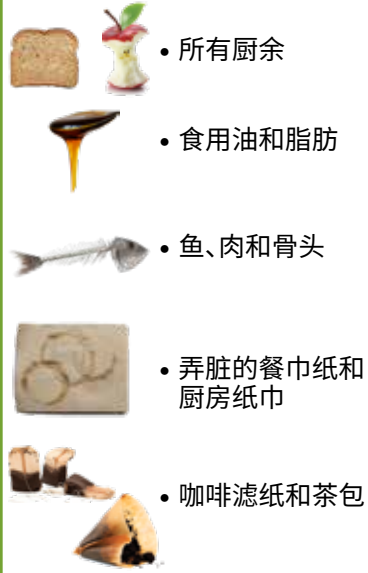 • 所有厨余
• 食用油和脂肪
• 鱼、肉和骨头
• 弄脏的餐巾纸和
厨房纸巾
• 咖啡滤纸和茶包